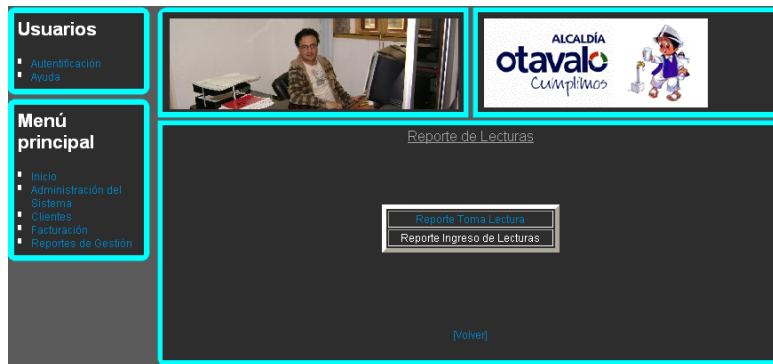 Usuarios
Autentificación
Ayuda
Menú
principal
Inicio
Administración del
Sistema
Clientes
Facturación
Reportes de Gestión
ALCALDÍA
otavalo
Cumplimos
Reporte de Lecturas
Reporte Toma Lectura
Reporte Ingreso de Lecturas
[Volver]